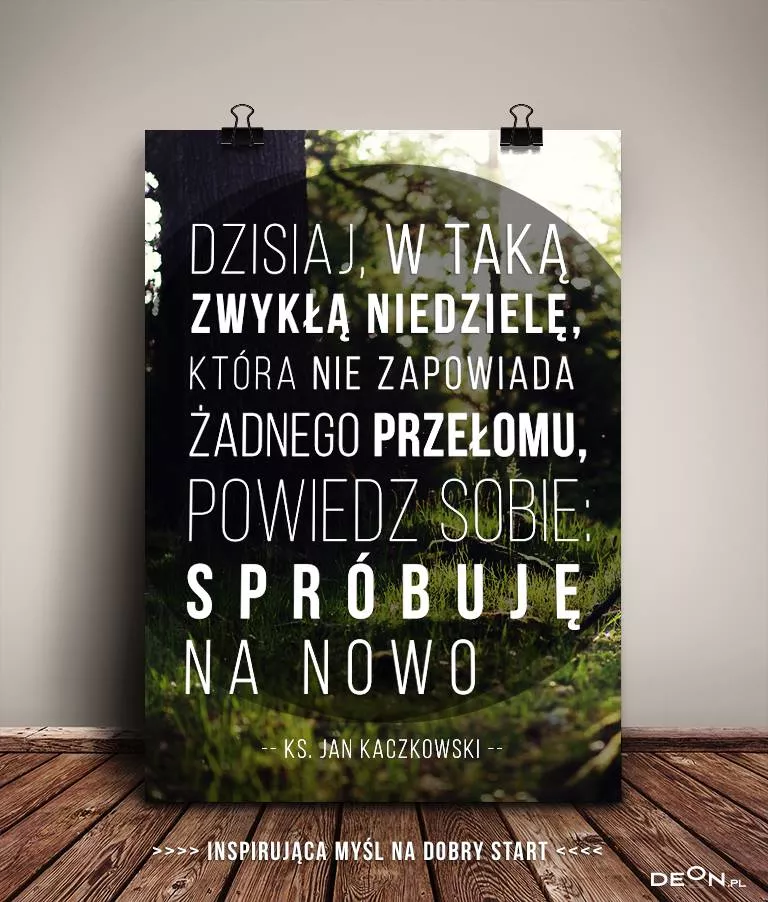 DZISIAJ, W TAKĄ
ZWYKŁĄ NIEDZIELĘ,
KTÓRA NIE ZAPOWIADA
ŻADNEGO PRZEŁOMU,
POWIEDZ SOBIE:
SPRÓBUJĘ
NA NOWO
-- KS. JAN KACZKOWSKI --
>>>> INSPIRUJĄCA MYŚL NA DOBRY START <<<<
DEON.PL